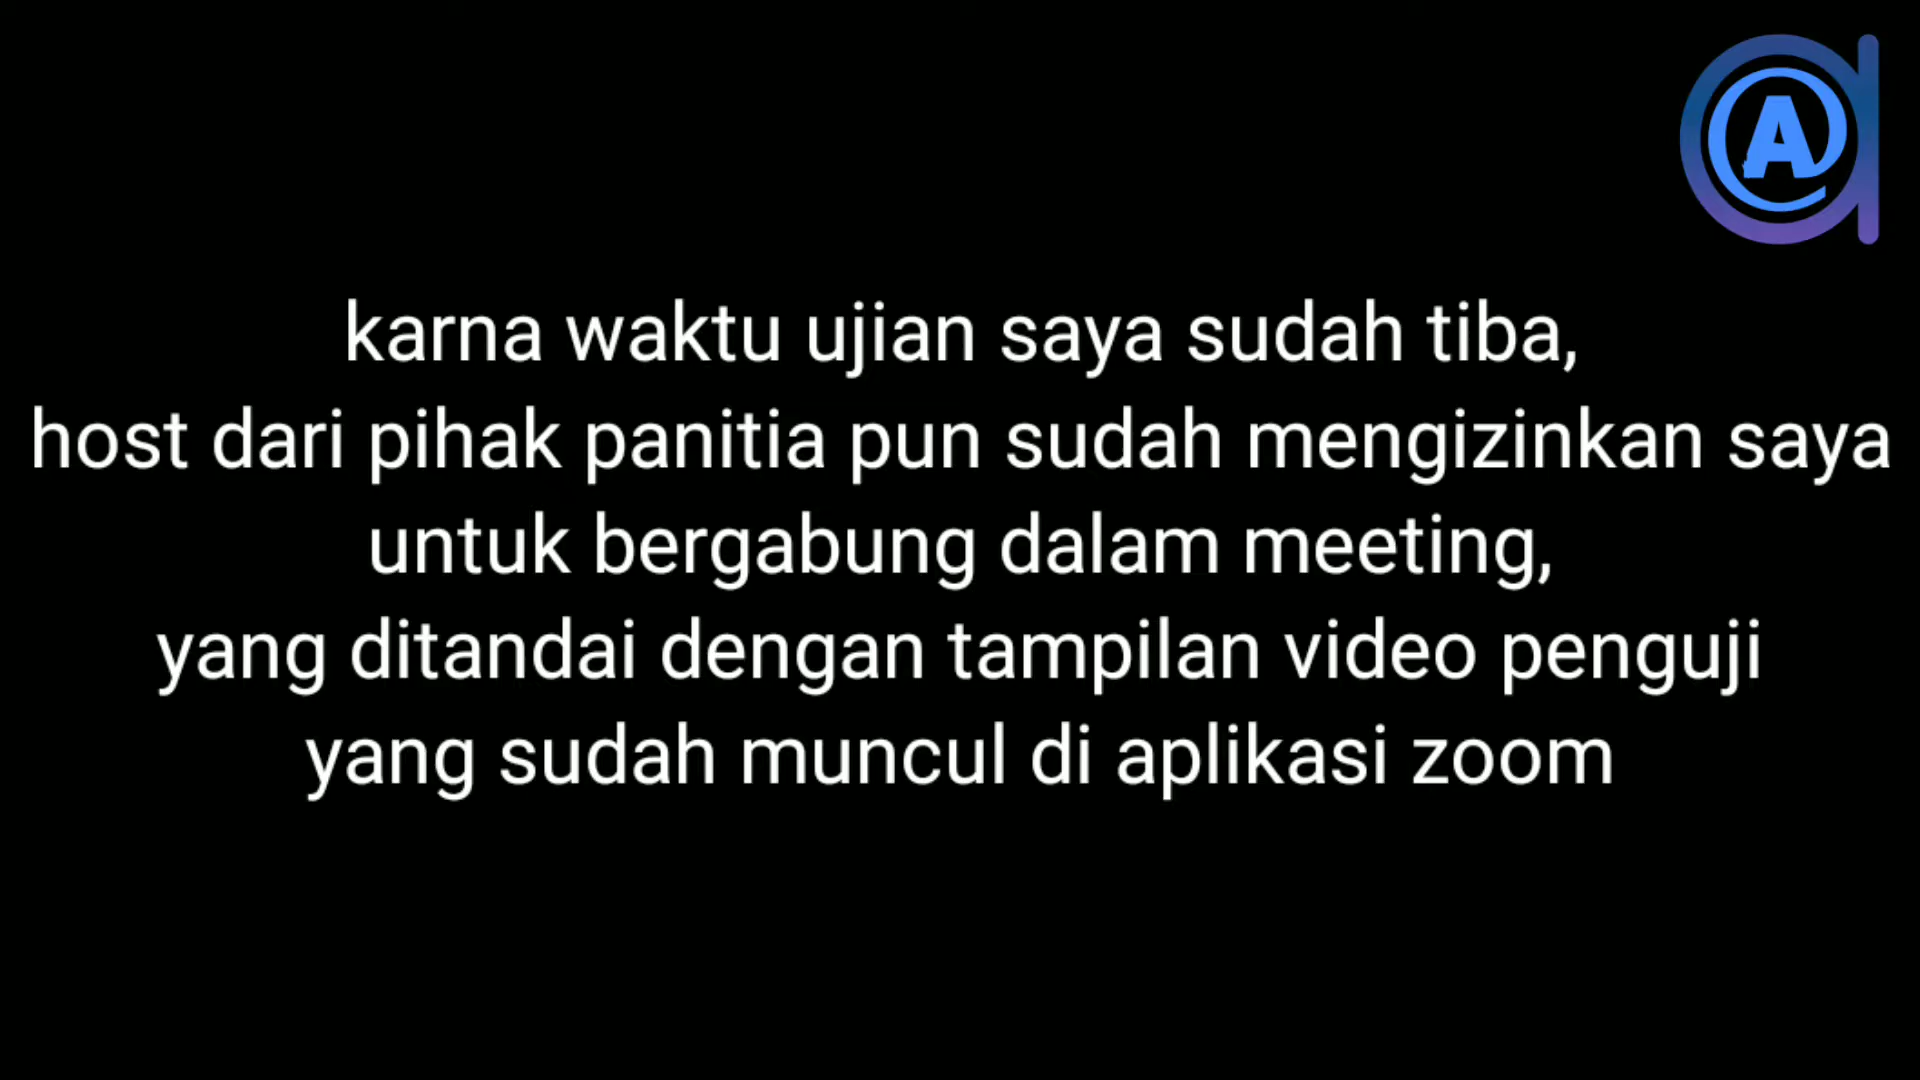 A
karna waktu ujian saya sudah tiba,
host dari pihak panitia pun sudah mengizinkan saya
untuk bergabung dalam meeting,
yang ditandai dengan tampilan video penguji
yang sudah muncul di aplikasi zoom